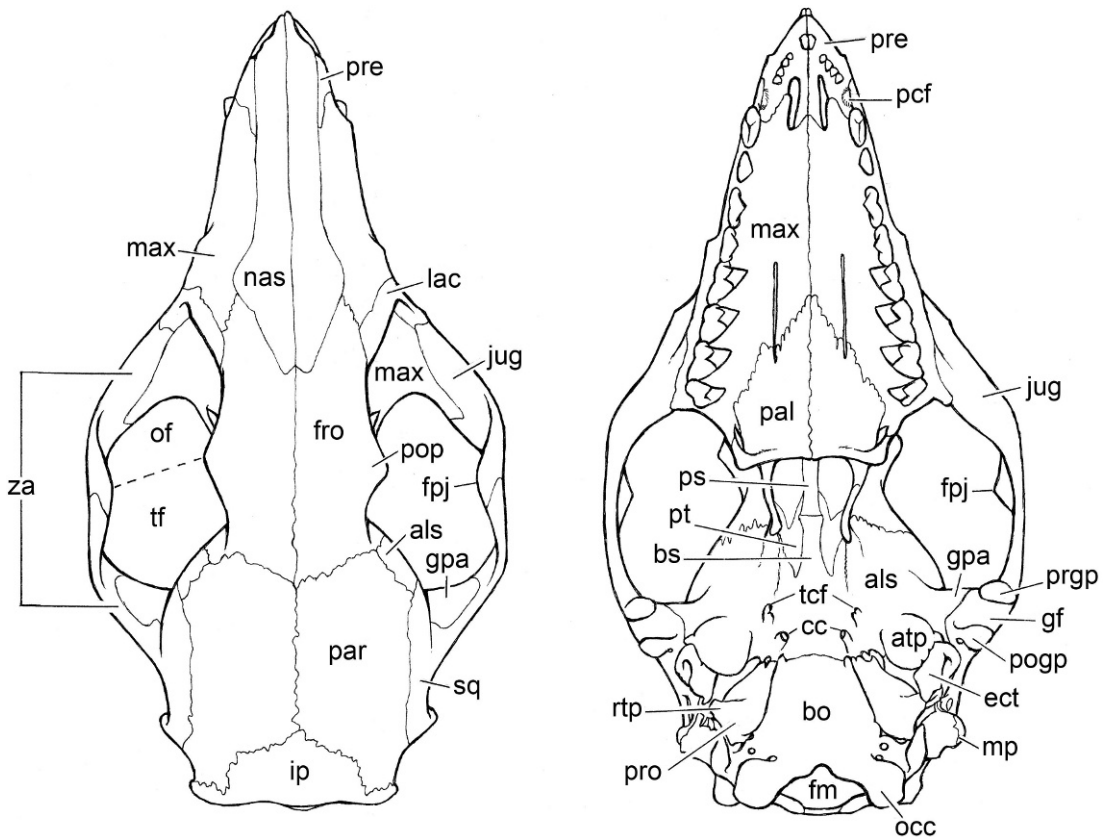 pre
max
nas
lac
jug
max
of
fro
pop
za
fpj
tf
als
gpa
par
sq
ip
pre
pcf
max
jug
pal
ps
fpj
pt
bs
als
gpa
prgp
tcf
gf
cc
atp
pogp
ect
rtp
bo
mp
pro
fm
occ